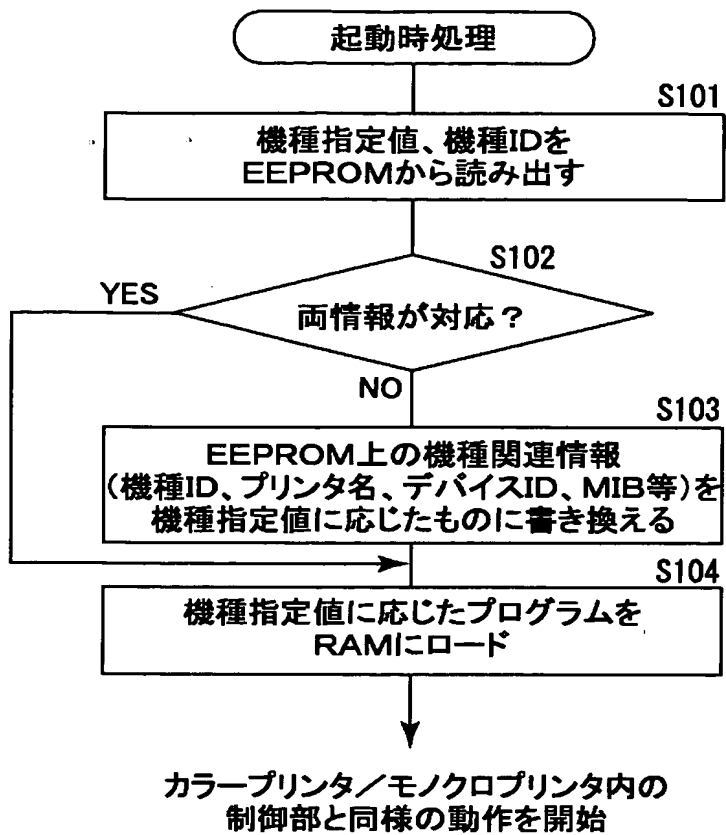 起動時処理
S101
機種指定値、機種IDを
EEPROMから読み出す
S102
YES
両情報が対応？
NO
S103
EEPROM上の機種関連情報
（機種ID、プリンタ名、デバイスID、MIB等）を
機種指定値に応じたものに書き換える
S104
機種指定値に応じたプログラムを
RAMにロード
カラープリンタ／モノクロプリンタ内の
制御部と同様の動作を開始